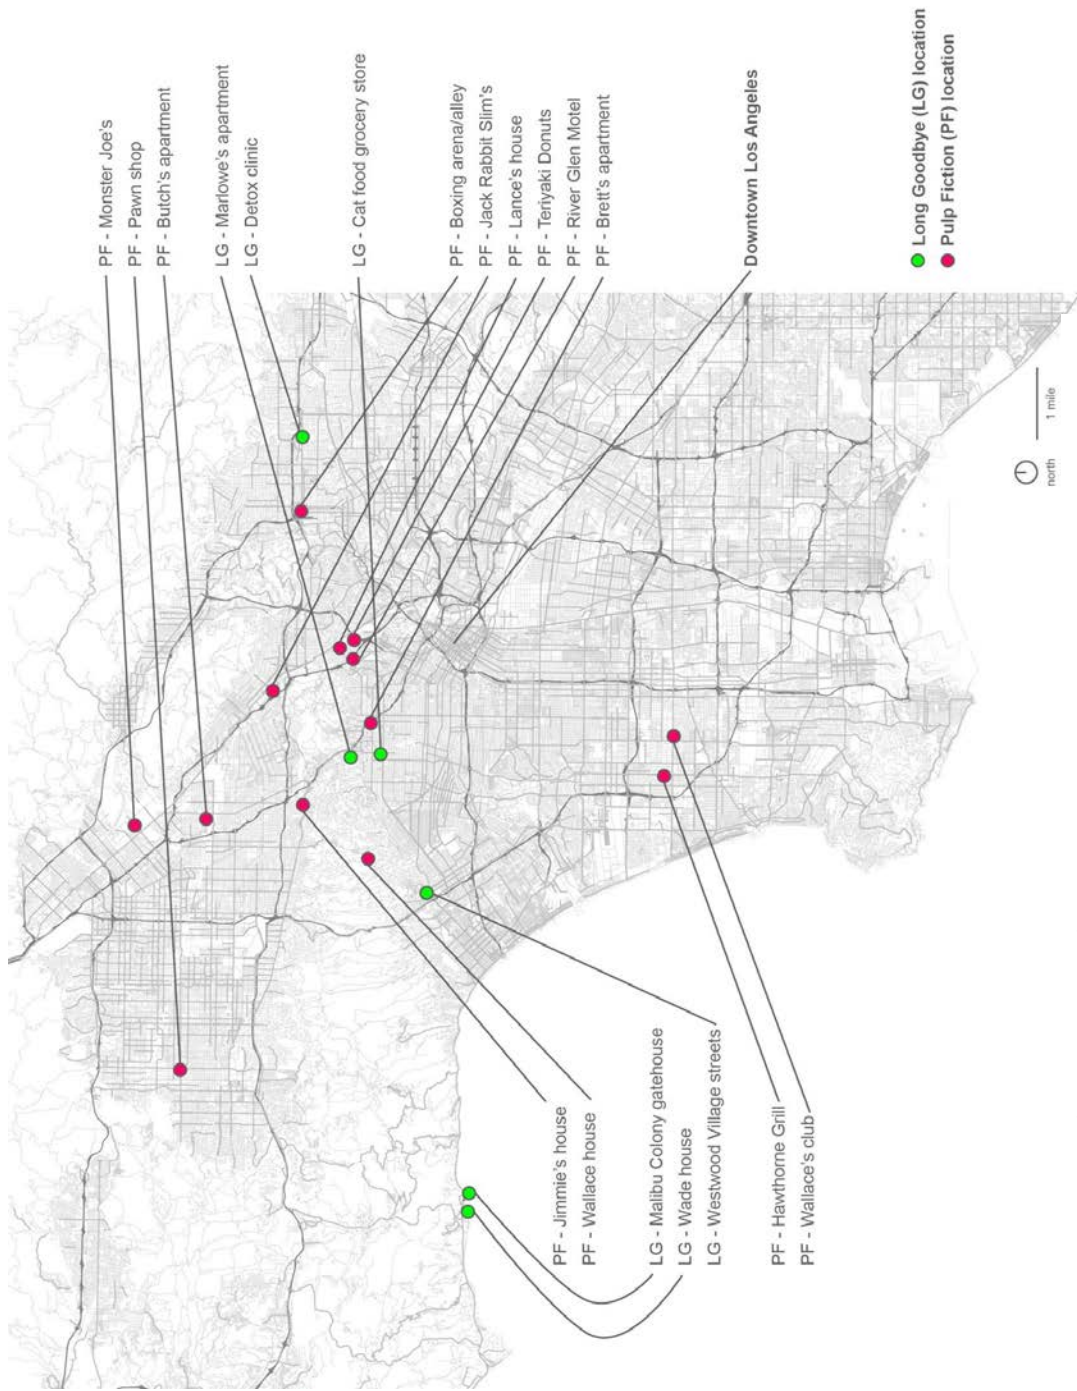 PF - Monster Joe's
PF - Pawn shop
PF - Butch's apartment
LG - Marlowe's apartment
LG - Detox clinic
LG - Cat food grocery store
PF - Boxing arena/alley
PF - Jack Rabbit Slim's
PF - Lance's house
PF - Teriyaki Donuts
PF - River Glen Motel
PF - Brett's apartment
Downtown Los Angeles
Long Goodbye (LG) location
Pulp Fiction (PF) location
PF - Jimmie's house
PF - Wallace house
LG - Malibu Colony gatehouse
LG - Wade house
LG - Westwood Village streets
PF - Hawthorne Grill
PF - Wallace's club
north
1 mile